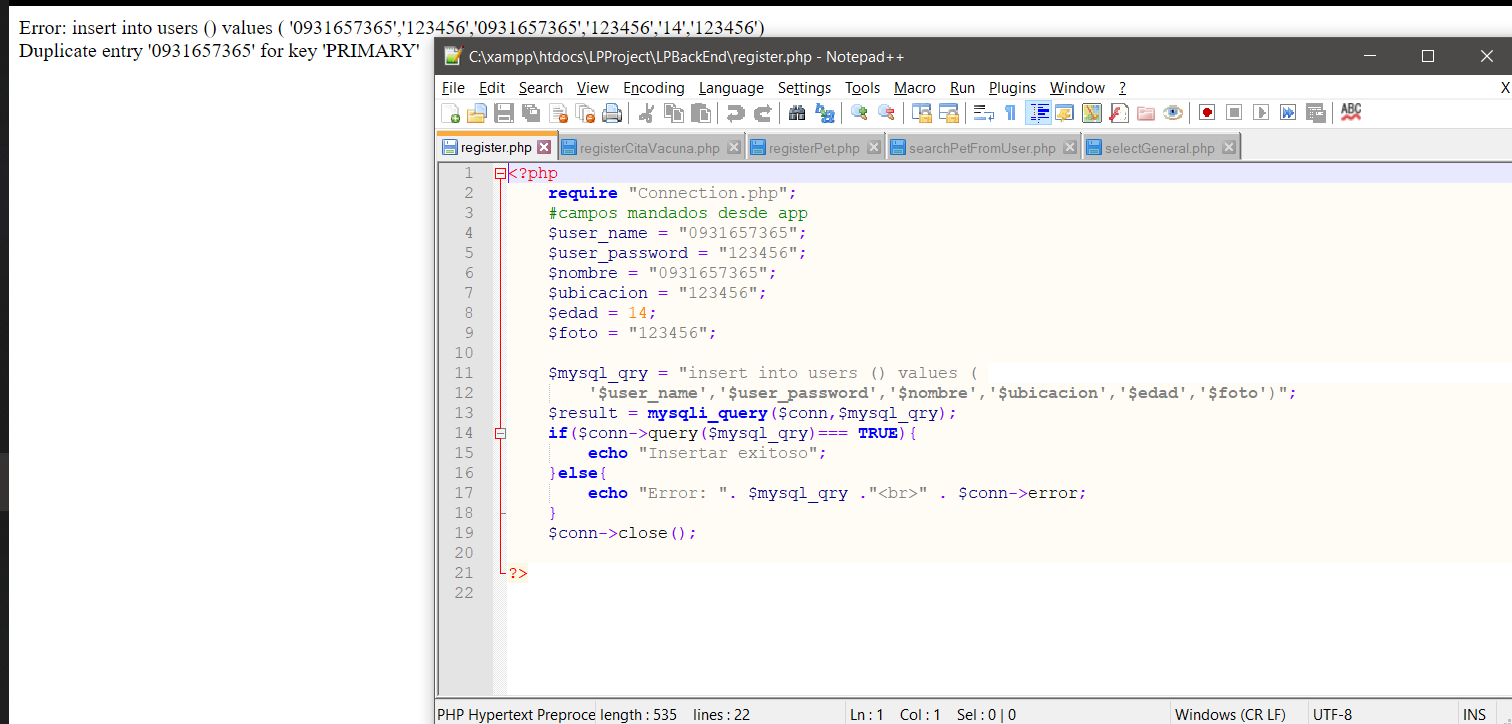 Error: insert into users () values ( '0931657365','123456','0931657365','123456','14','123456')
Duplicate entry '0931657365' for key 'PRIMARY'
C:\xampp\htdocs\LPProject\LPBackEnd\register.php - Notepad++
File Edit Search View Encoding Language Settings Tools Macro Run Plugins Window ? X
ABC
register.php registerCitaVacuna.php registerPet.php searchPetFromUser.php selectGeneral.php
1 <?php
2 require "Connection.php";
3 #campos mandados desde app
4 $user_name = "0931657365";
5 $user_password = "123456";
6 $nombre = "0931657365";
7 $ubicacion = "123456";
8 $edad = 14;
9 $foto = "123456";
10
11 $mysql_qry = "insert into users () values (
12 '$user_name','$user_password','$nombre','$ubicacion','$edad','$foto')";
13 $result = mysqli_query($conn,$mysql_qry);
14 if($conn->query($mysql_qry)=== TRUE){
15 echo "Insertar exitoso";
16 }else{
17 echo "Error: ". $mysql_qry ."<br>" . $conn->error;
18 }
19 $conn->close();
20
21 ?>
22
PHP Hypertext Preproce length : 535 lines : 22 Ln : 1 Col : 1 Sel : 0 | 0 Windows (CR LF) UTF-8 INS